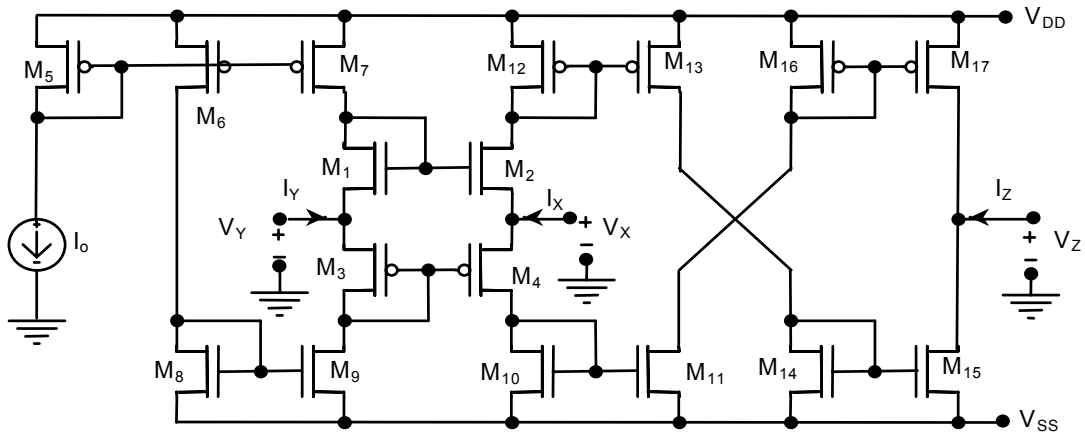 V_DD
M_5
M_6
M_7
M_12
M_13
M_16
M_17
M_1
M_2
I_Y
I_X
I_Z
V_Y
+
−
V_X
+
−
V_Z
+
−
I_o
M_3
M_4
M_8
M_9
M_10
M_11
M_14
M_15
V_SS